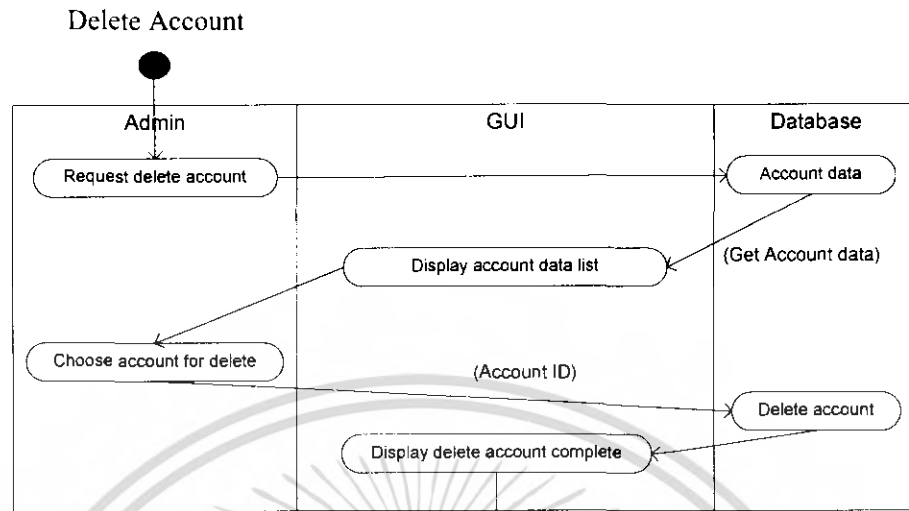 Delete Account
Admin
GUI
Database
Request delete account
Account data
(Get Account data)
Display account data list
Choose account for delete
(Account ID)
Delete account
Display delete account complete